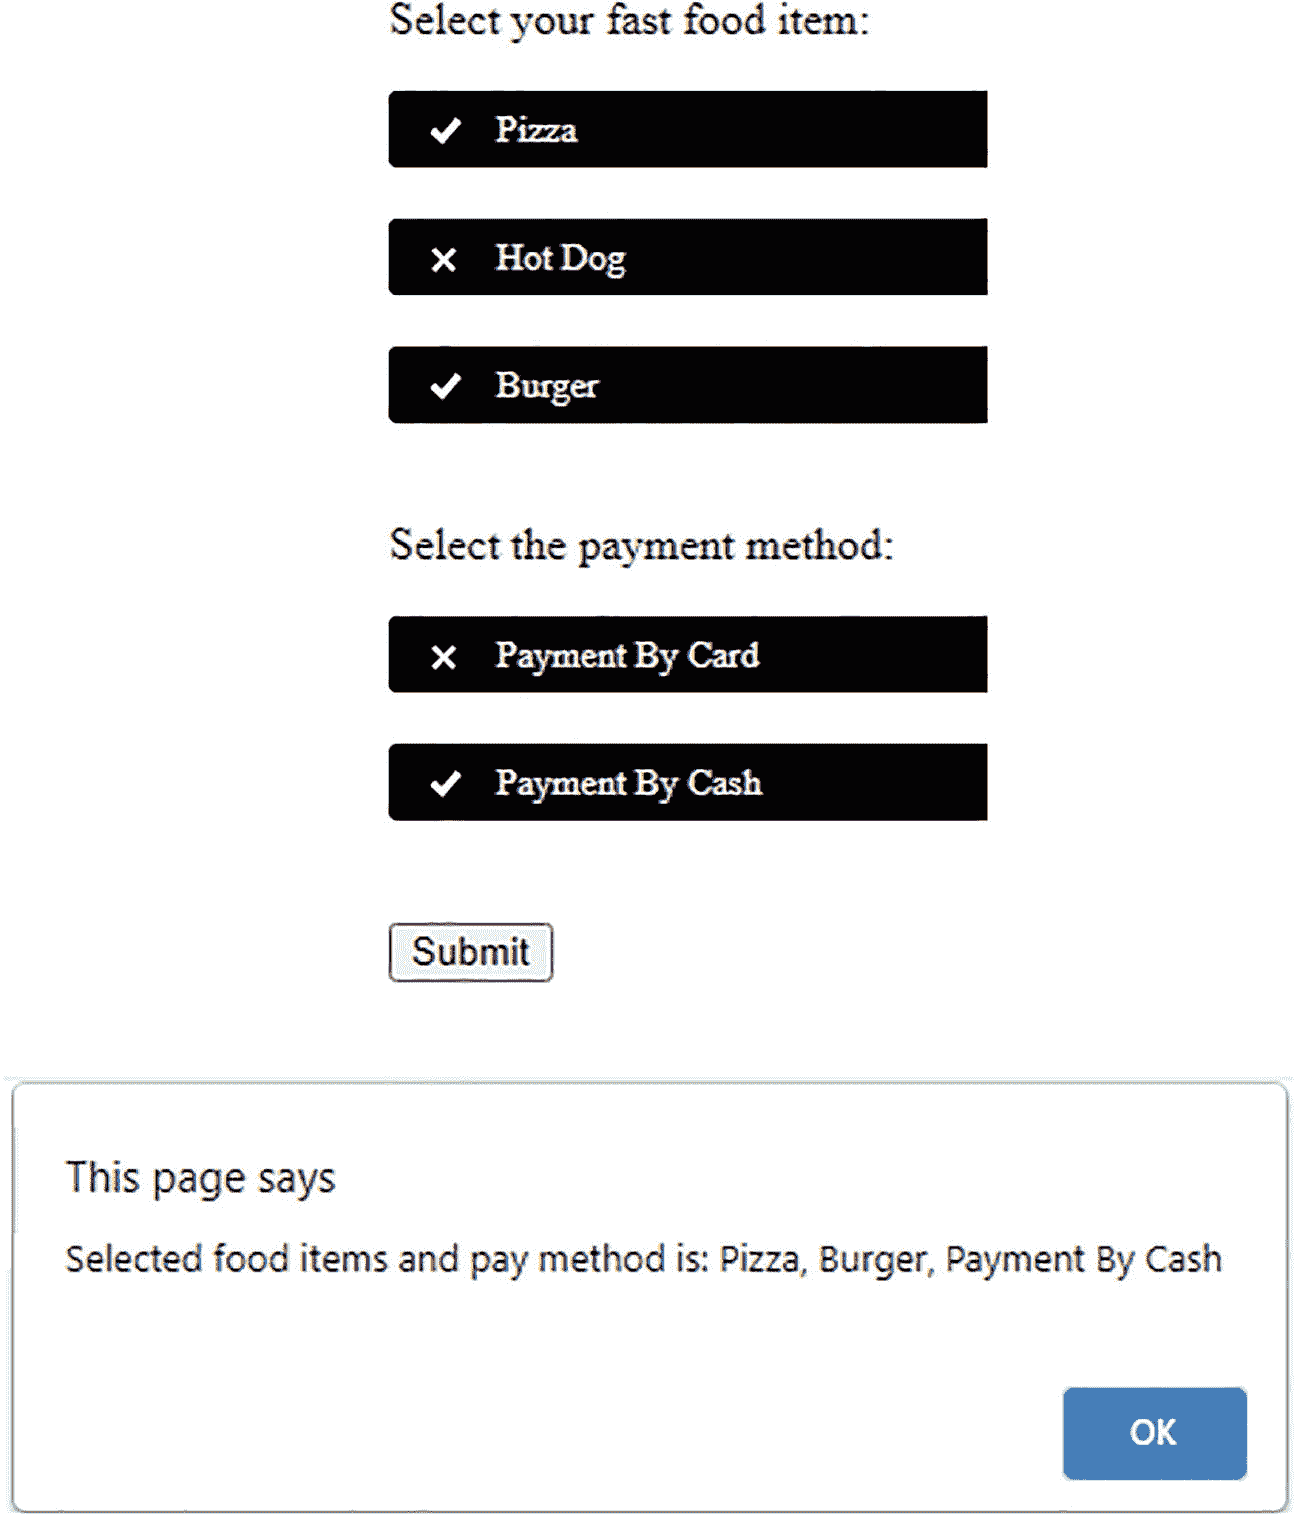 Select your fast food item:
Pizza
Hot Dog
Burger
Select the payment method:
Payment By Card
Payment By Cash
Submit
This page says
Selected food items and pay method is: Pizza, Burger, Payment By Cash
OK